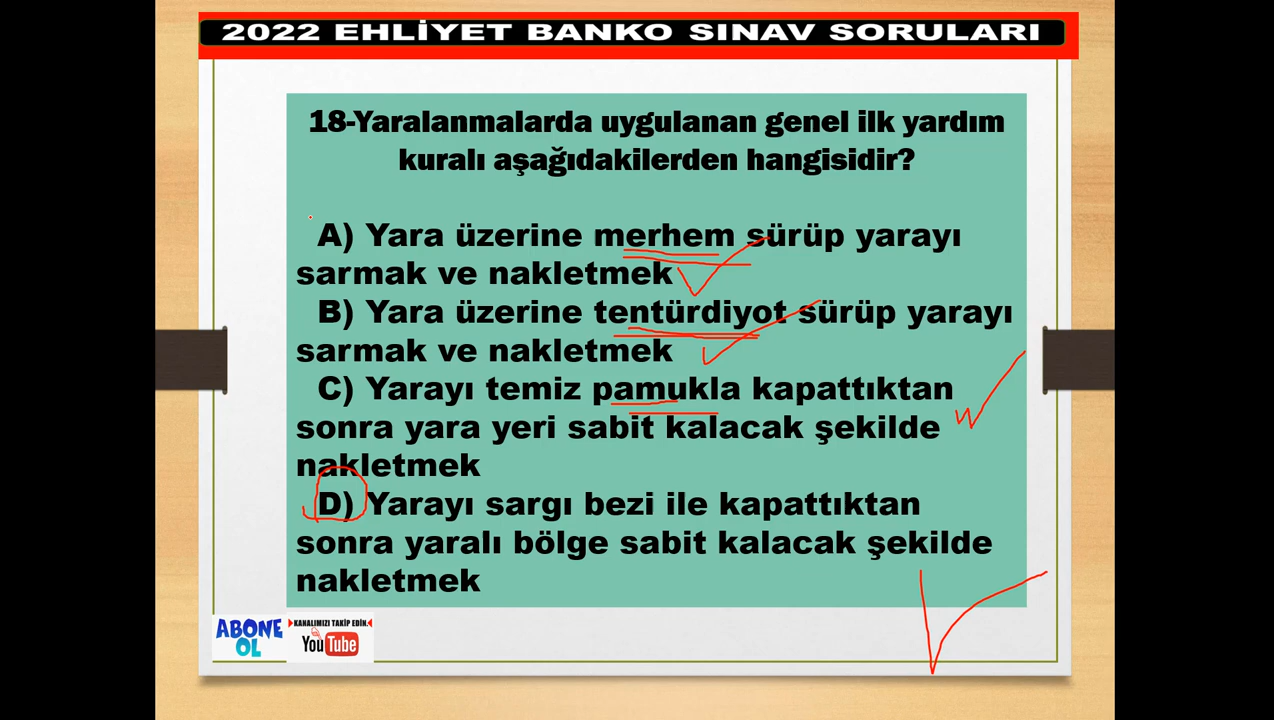 2022 EHLİYET BANKO SINAV SORULARI
18-Yaralanmalarda uygulanan genel ilk yardım
kuralı aşağıdakilerden hangisidir?
A) Yara üzerine merhem sürüp yarayı
sarmak ve nakletmek
B) Yara üzerine tentürdiyot sürüp yarayı
sarmak ve nakletmek
C) Yarayı temiz pamukla kapattıktan
sonra yara yeri sabit kalacak şekilde
nakletmek
D) Yarayı sargı bezi ile kapattıktan
sonra yaralı bölge sabit kalacak şekilde
nakletmek
ABONE
OL
KANALIMIZI TAKİP EDİN.
YouTube